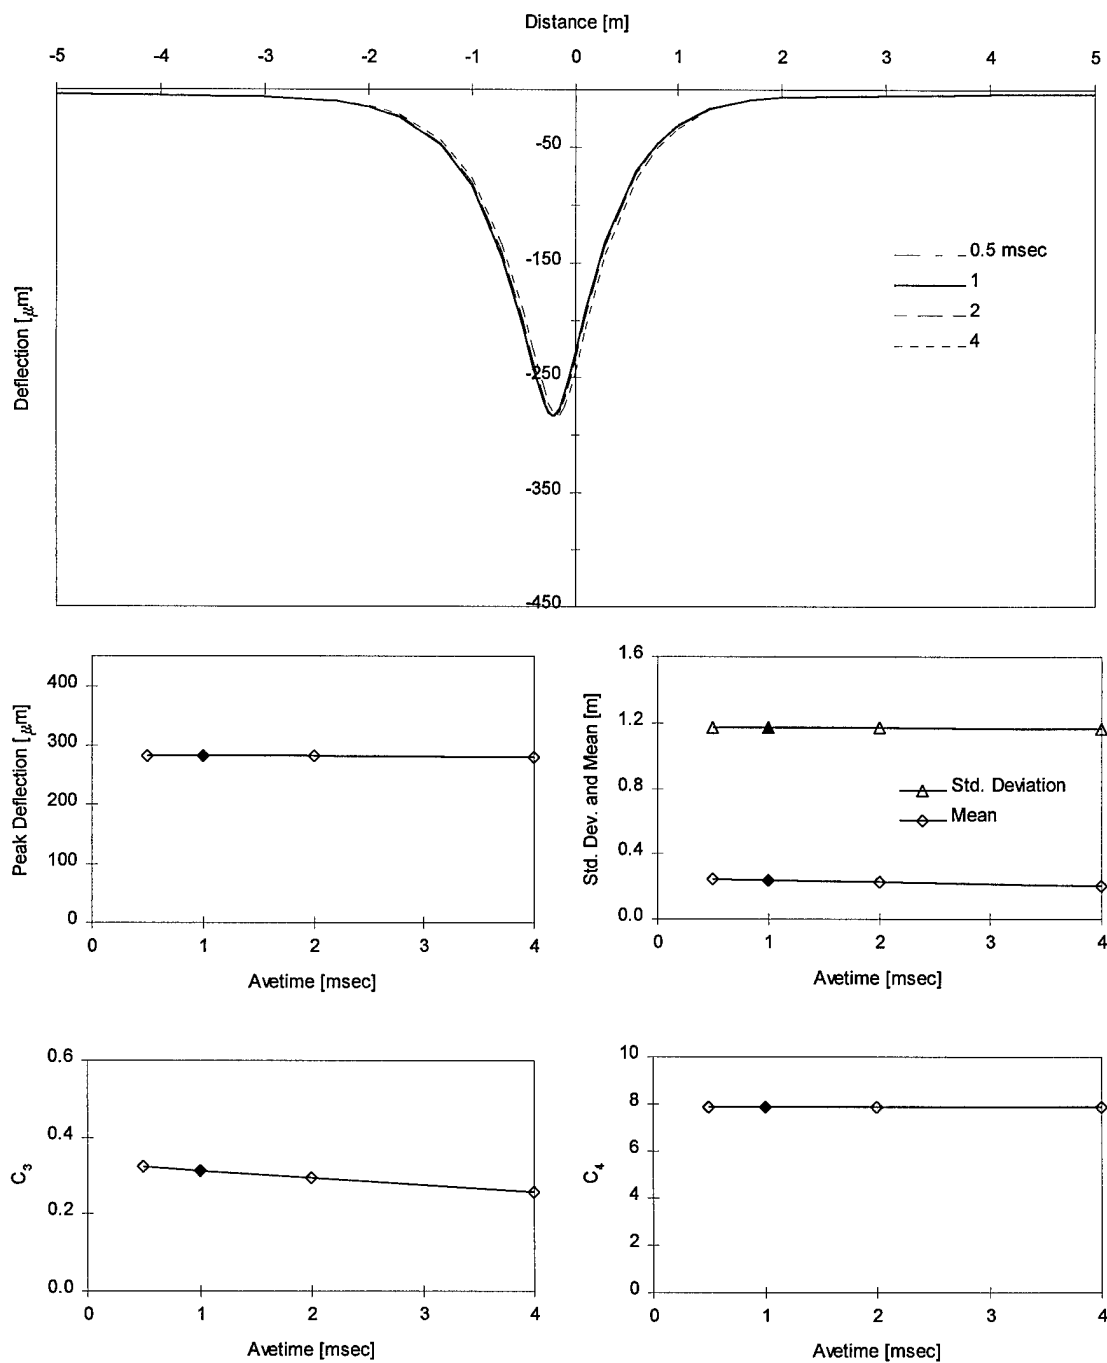 Distance [m]
-5 -4 -3 -2 -1 0 1 2 3 4 5
-50
-150
-250
-350
-450
Deflection [μm]
0.5 msec
1
2
4
400
300
200
100
0
Peak Deflection [μm]
0 1 2 3 4
Avetime [msec]
1.6
1.2
0.8
0.4
0.0
Std. Dev. and Mean [m]
Std. Deviation
Mean
0 1 2 3 4
Avetime [msec]
0.6
0.4
0.2
0.0
C₃
0 1 2 3 4
Avetime [msec]
10
8
6
4
2
0
C₄
0 1 2 3 4
Avetime [msec]